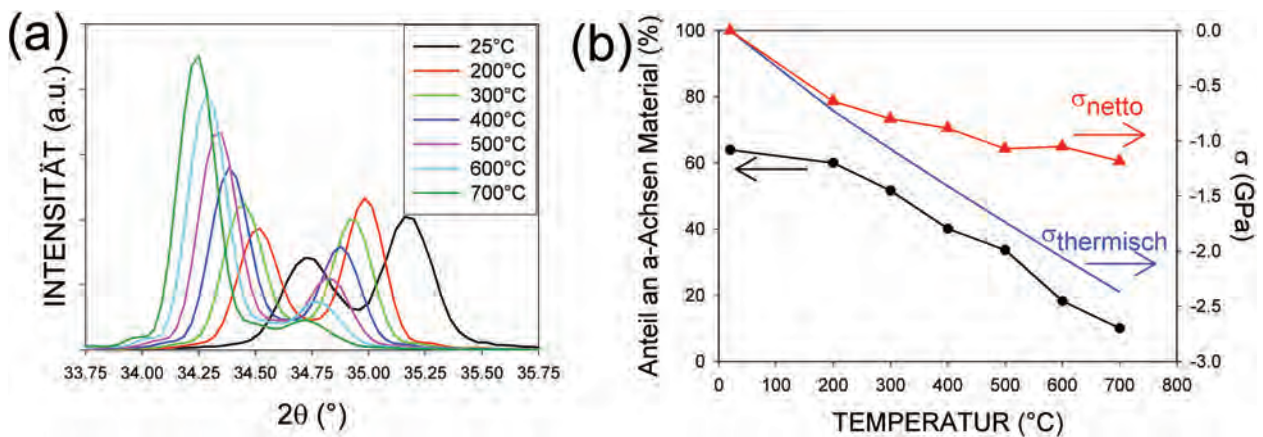 (a)
INTENSITÄT (a.u.)
25°C
200°C
300°C
400°C
500°C
600°C
700°C
33.75 34.00 34.25 34.50 34.75 35.00 35.25 35.50 35.75
2θ (°)
(b)
Anteil an a-Achsen Material (%)
100
80
60
40
20
0
σnetto
σthermisch
-0.0
-0.5
-1.0
-1.5
-2.0
-2.5
-3.0
σ (GPa)
0 100 200 300 400 500 600 700 800
TEMPERATUR (°C)